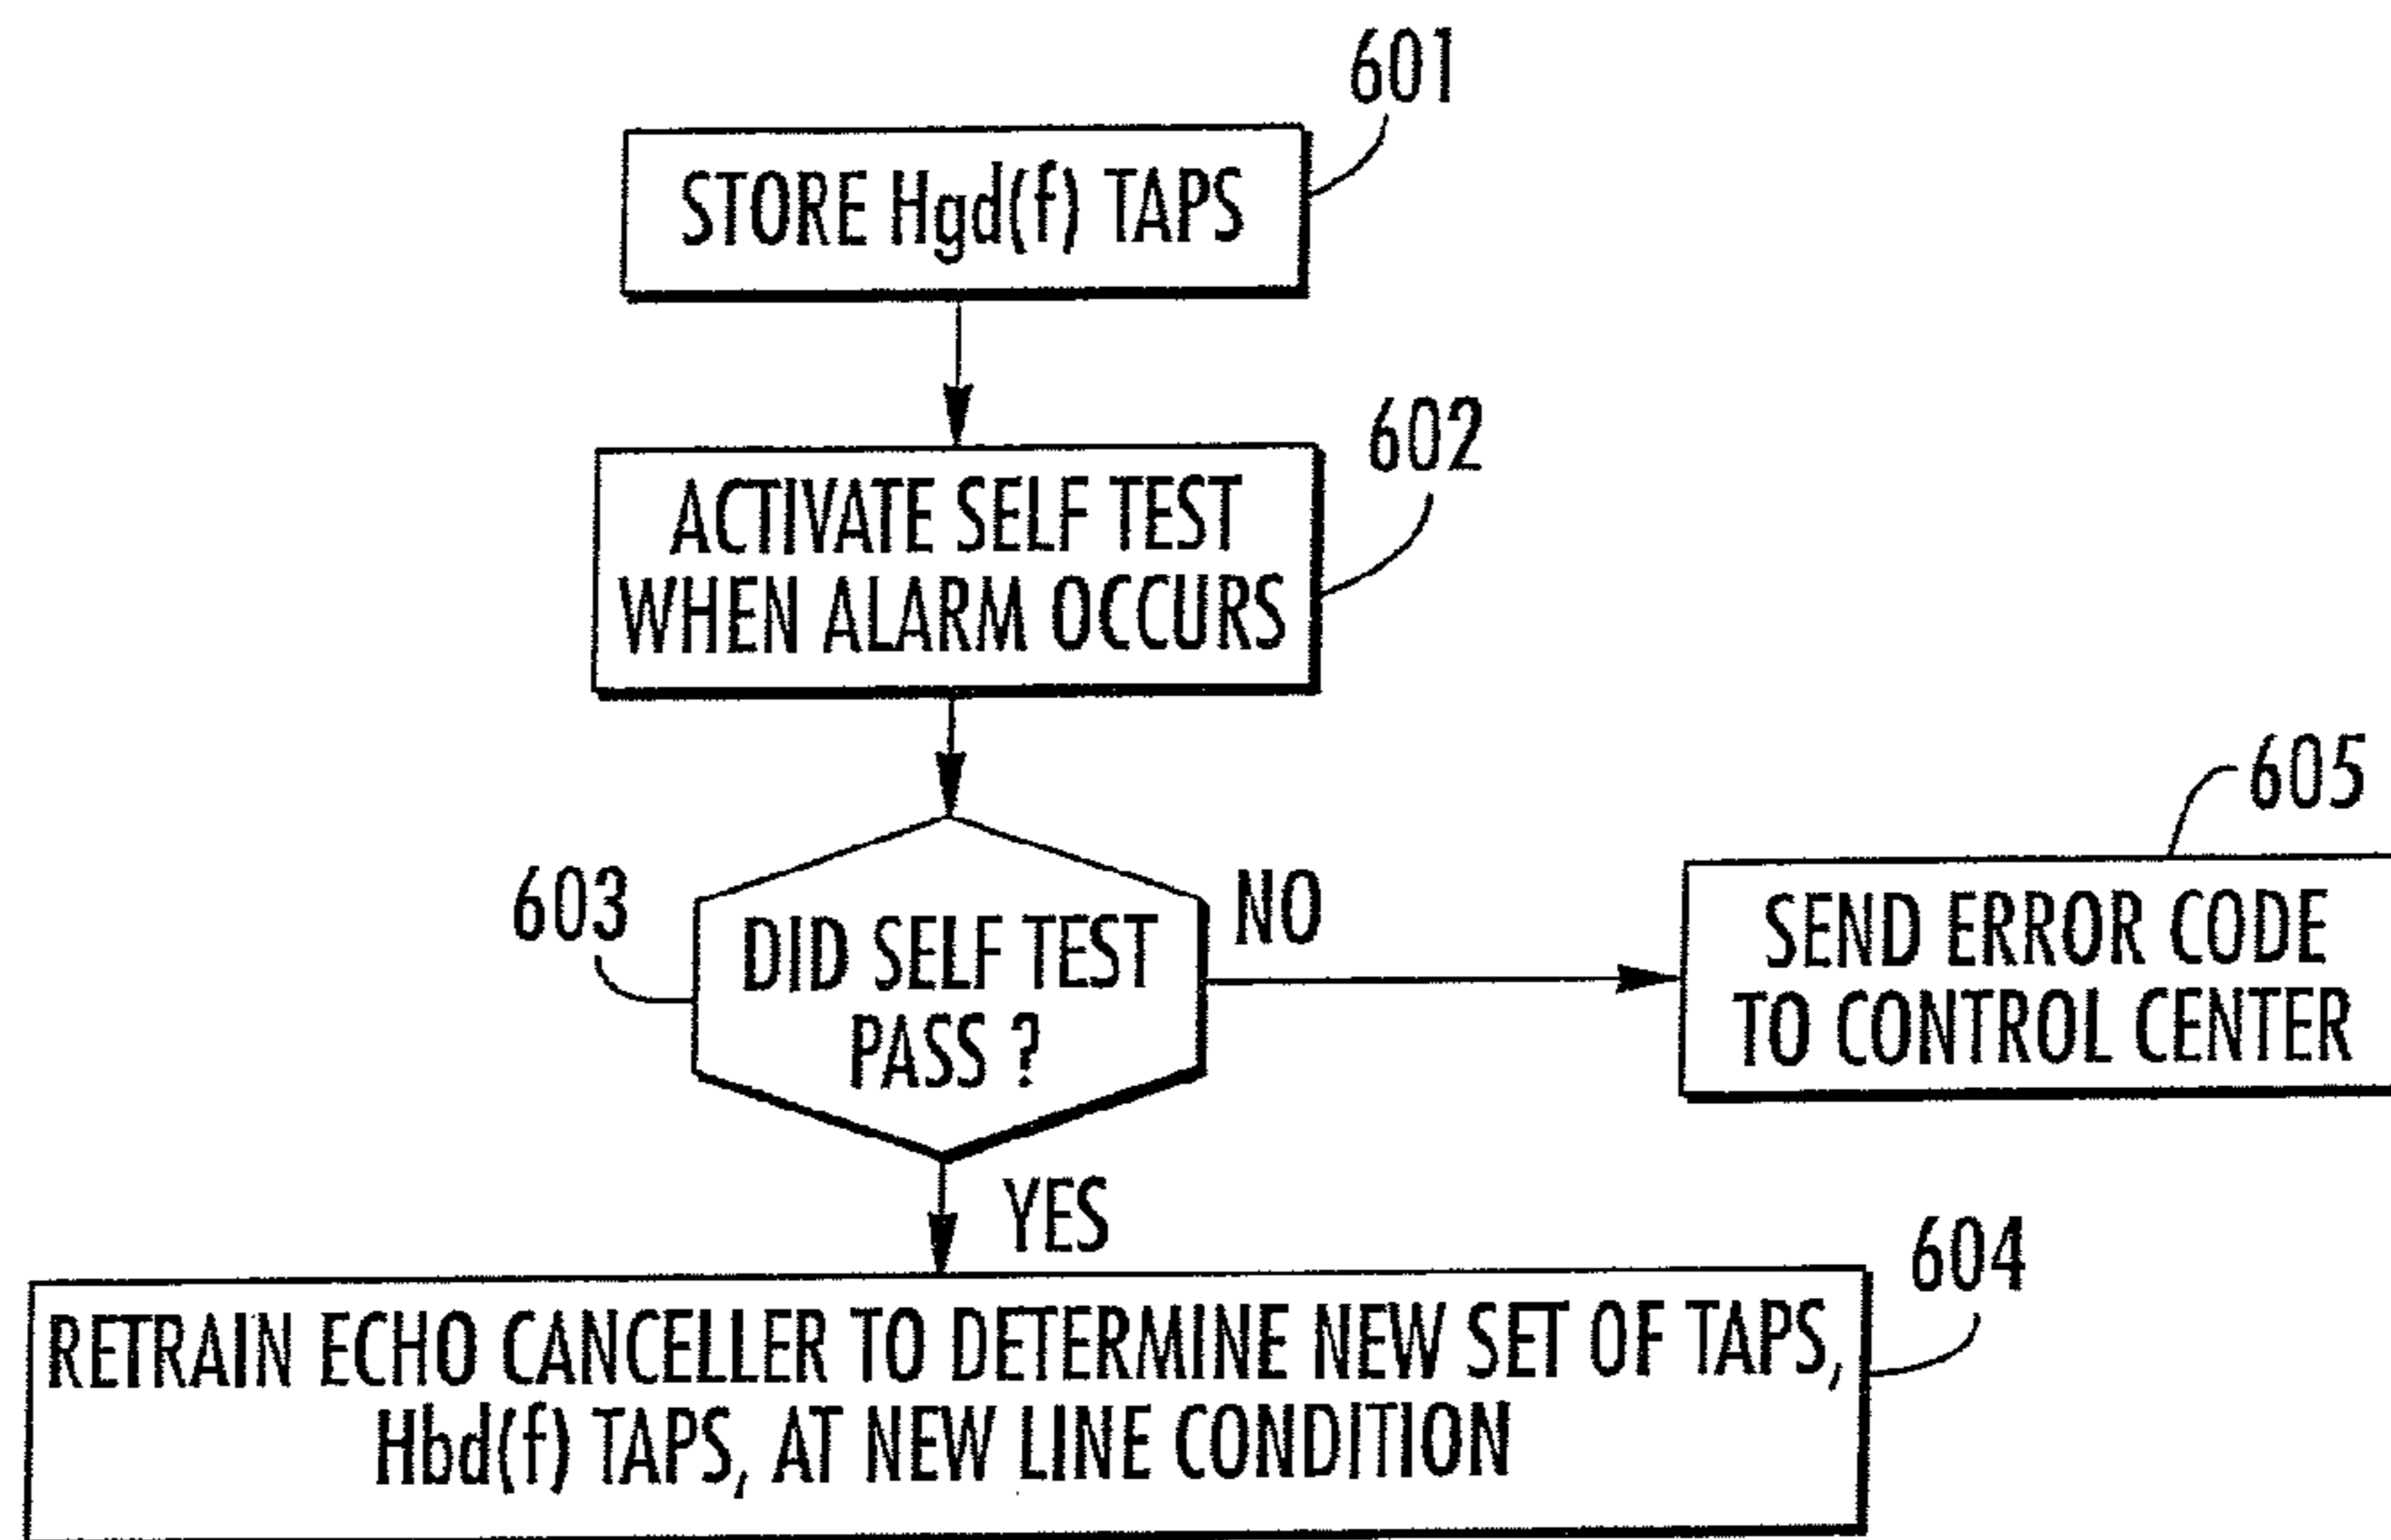 601
STORE Hgd(f) TAPS
602
ACTIVATE SELF TEST
WHEN ALARM OCCURS
603
DID SELF TEST
PASS ?
NO
605
SEND ERROR CODE
TO CONTROL CENTER
YES
604
RETRAIN ECHO CANCELLER TO DETERMINE NEW SET OF TAPS,
Hbd(f) TAPS, AT NEW LINE CONDITION